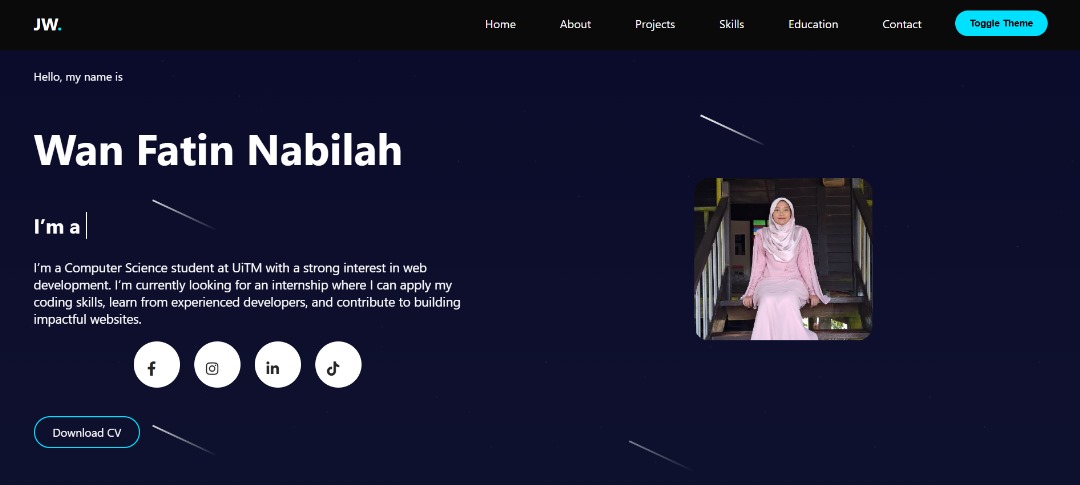 JW.
Home About Projects Skills Education Contact Toggle Theme
Hello, my name is
Wan Fatin Nabilah
I'm a
I'm a Computer Science student at UiTM with a strong interest in web
development. I'm currently looking for an internship where I can apply my
coding skills, learn from experienced developers, and contribute to building
impactful websites.
Download CV